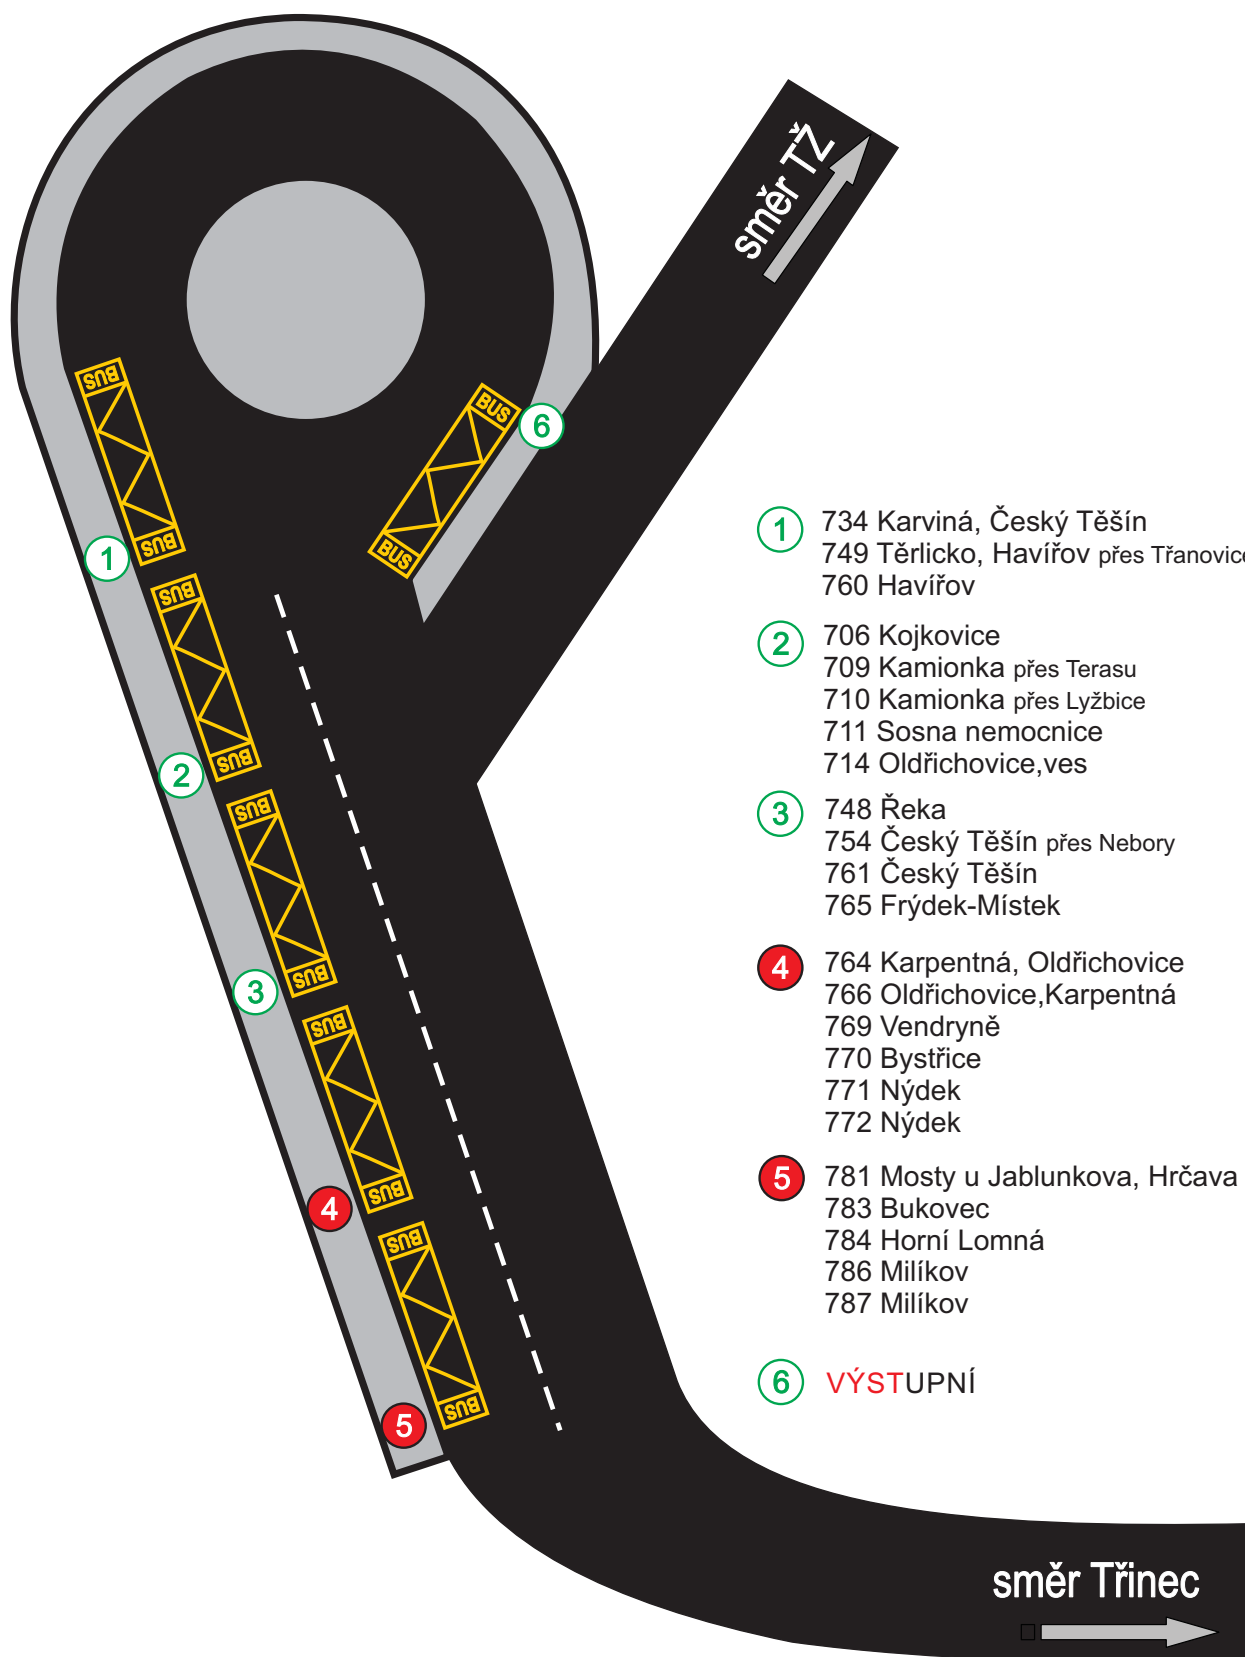 směr TŽ
BUS
BUS
BUS
BUS
6
1
BUS
BUS
2
BUS
BUS
3
BUS
BUS
4
BUS
BUS
5
1
734 Karviná, Český Těšín
749 Těrlicko, Havířov přes Třanovice
760 Havířov
2
706 Kojkovice
709 Kamionka přes Terasu
710 Kamionka přes Lyžbice
711 Sosna nemocnice
714 Oldřichovice,ves
3
748 Řeka
754 Český Těšín přes Nebory
761 Český Těšín
765 Frýdek-Místek
4
764 Karpentná, Oldřichovice
766 Oldřichovice,Karpentná
769 Vendryně
770 Bystřice
771 Nýdek
772 Nýdek
5
781 Mosty u Jablunkova, Hrčava
783 Bukovec
784 Horní Lomná
786 Milíkov
787 Milíkov
6
VÝSTUPNÍ
směr Třinec